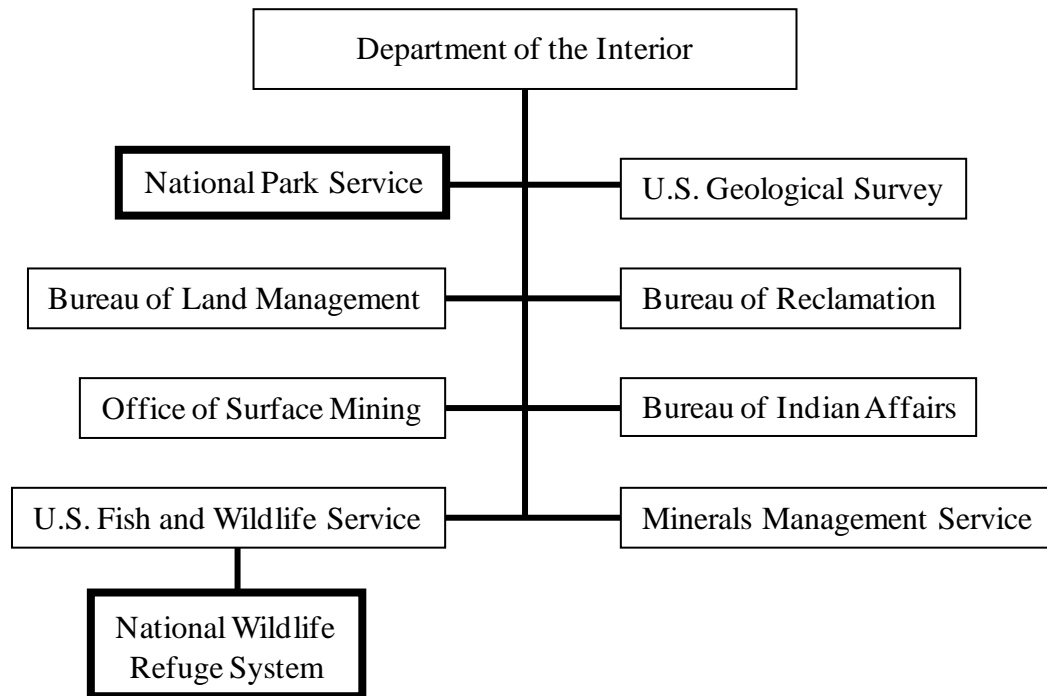 Department of the Interior
National Park Service
U.S. Geological Survey
Bureau of Land Management
Bureau of Reclamation
Office of Surface Mining
Bureau of Indian Affairs
U.S. Fish and Wildlife Service
Minerals Management Service
National Wildlife
Refuge System